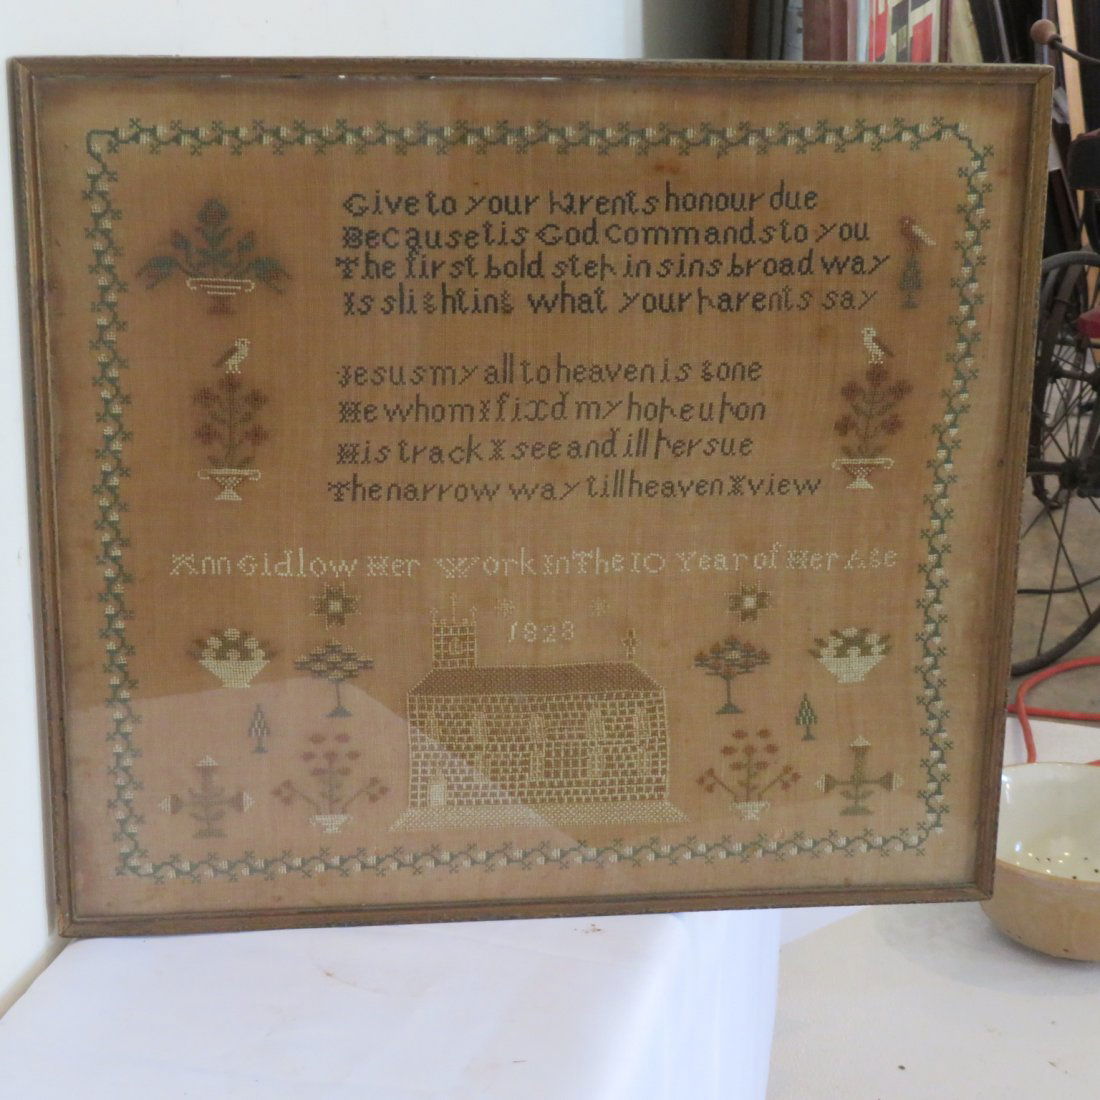 Give to your Parents honour due
Because tis God commands to you
The first bold step in sins broad way
Is slighting what your parents say
Jesus my all to heaven is gone
He whom I fixd my hope upon
His track I see and ill persue
The narrow way till heaven I view
Ann Gidlow Her Work In The 10 Year of Her Age
1828